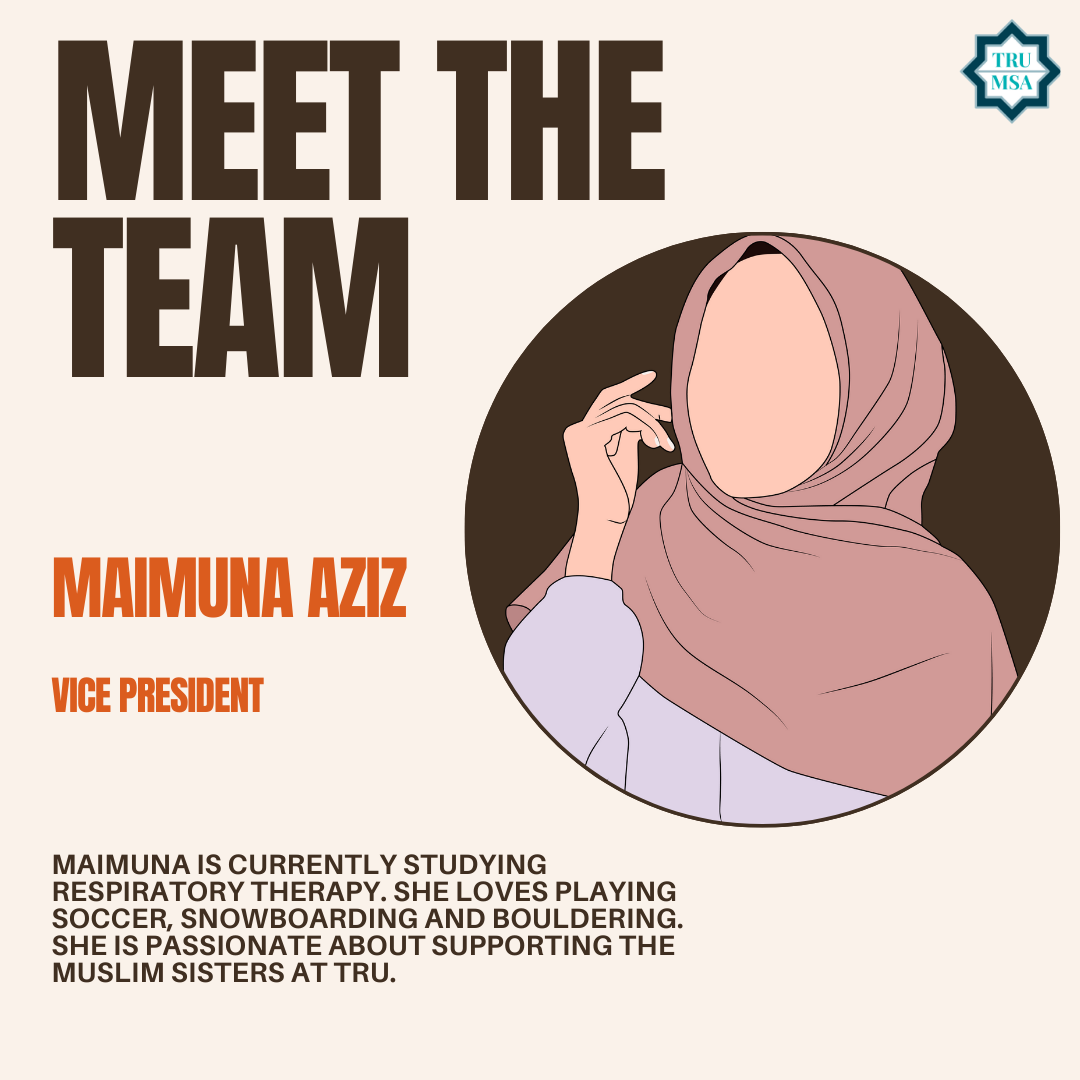 MEET THE
TEAM
TRU
MSA
MAIMUNA AZIZ
VICE PRESIDENT
MAIMUNA IS CURRENTLY STUDYING
RESPIRATORY THERAPY. SHE LOVES PLAYING
SOCCER, SNOWBOARDING AND BOULDERING.
SHE IS PASSIONATE ABOUT SUPPORTING THE
MUSLIM SISTERS AT TRU.